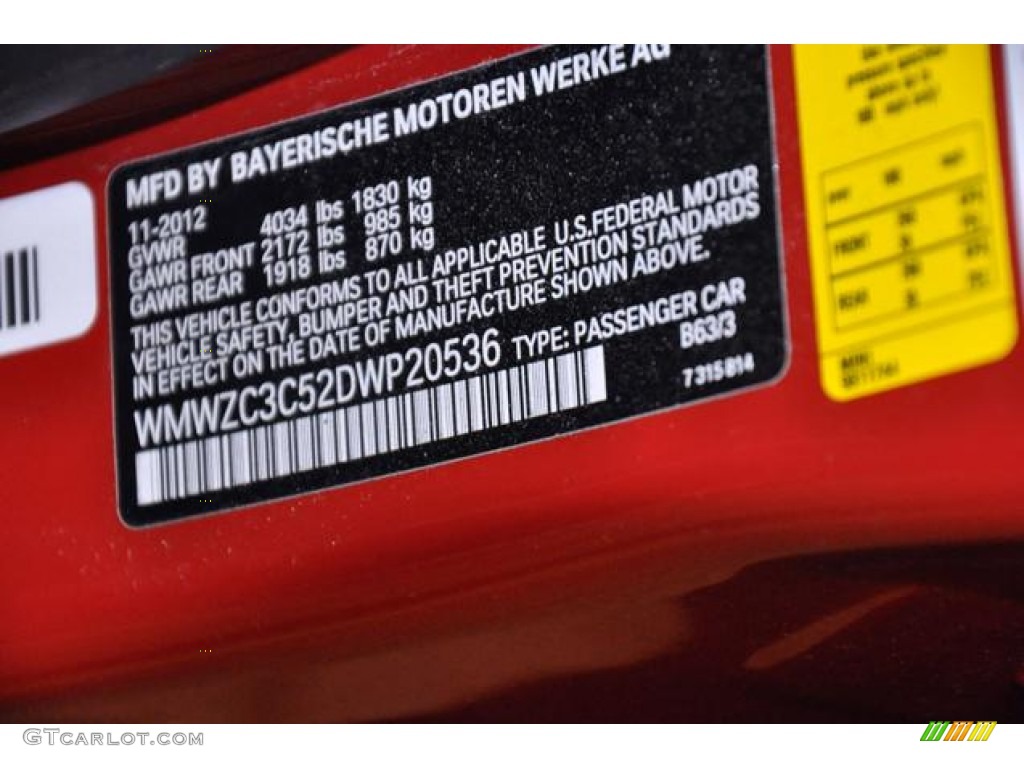 MFD BY BAYERISCHE MOTOREN WERKE AG
11-2012
GVWR 4034 lbs 1830 kg
GAWR FRONT 2172 lbs 985 kg
GAWR REAR 1918 lbs 870 kg
THIS VEHICLE CONFORMS TO ALL APPLICABLE U.S.FEDERAL MOTOR
VEHICLE SAFETY, BUMPER AND THEFT PREVENTION STANDARDS
IN EFFECT ON THE DATE OF MANUFACTURE SHOWN ABOVE.
WMWZC3C52DWP20536 TYPE: PASSENGER CAR
B63/3
7315814
FRONT
REAR
GTCARLOT.COM